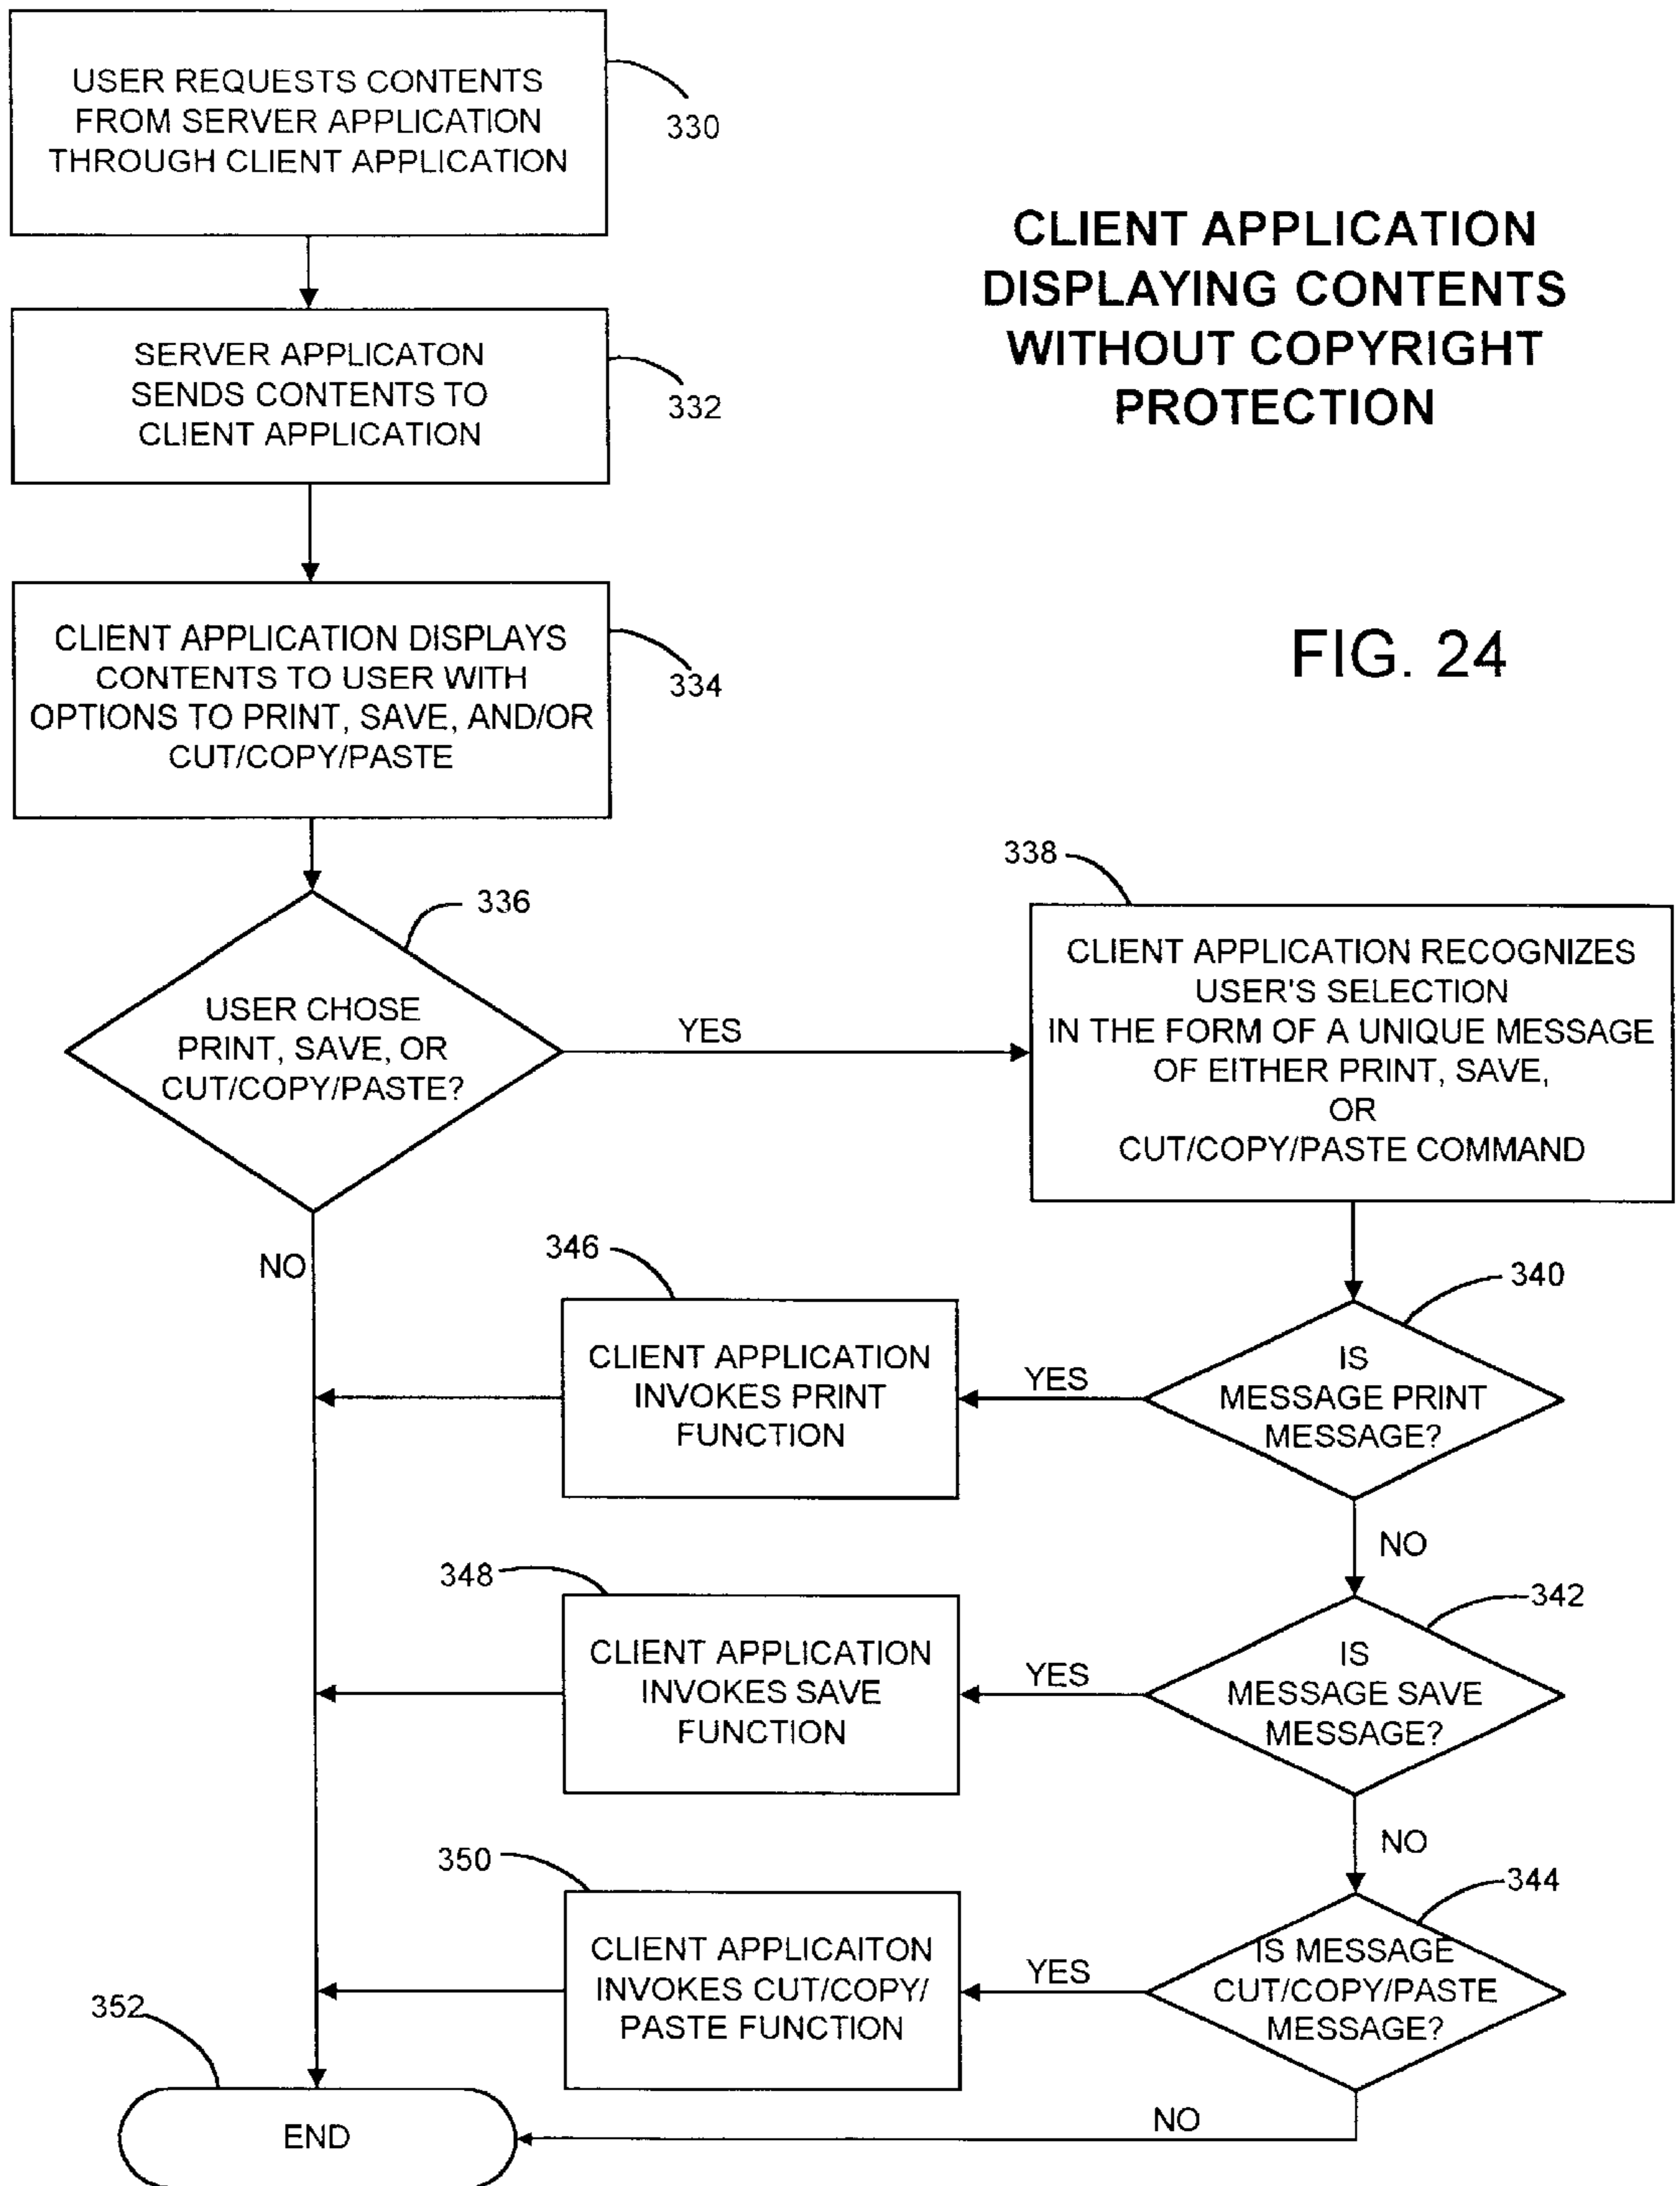 USER REQUESTS CONTENTS
FROM SERVER APPLICATION
THROUGH CLIENT APPLICATION
330
CLIENT APPLICATION
DISPLAYING CONTENTS
WITHOUT COPYRIGHT
PROTECTION
SERVER APPLICATON
SENDS CONTENTS TO
CLIENT APPLICATION
332
FIG. 24
CLIENT APPLICATION DISPLAYS
CONTENTS TO USER WITH
OPTIONS TO PRINT, SAVE, AND/OR
CUT/COPY/PASTE
334
336
USER CHOSE
PRINT, SAVE, OR
CUT/COPY/PASTE?
YES
NO
338
CLIENT APPLICATION RECOGNIZES
USER'S SELECTION
IN THE FORM OF A UNIQUE MESSAGE
OF EITHER PRINT, SAVE,
OR
CUT/COPY/PASTE COMMAND
340
IS
MESSAGE PRINT
MESSAGE?
YES
346
CLIENT APPLICATION
INVOKES PRINT
FUNCTION
NO
342
IS
MESSAGE SAVE
MESSAGE?
YES
348
CLIENT APPLICATION
INVOKES SAVE
FUNCTION
NO
344
IS MESSAGE
CUT/COPY/PASTE
MESSAGE?
YES
350
CLIENT APPLICAITON
INVOKES CUT/COPY/
PASTE FUNCTION
NO
352
END